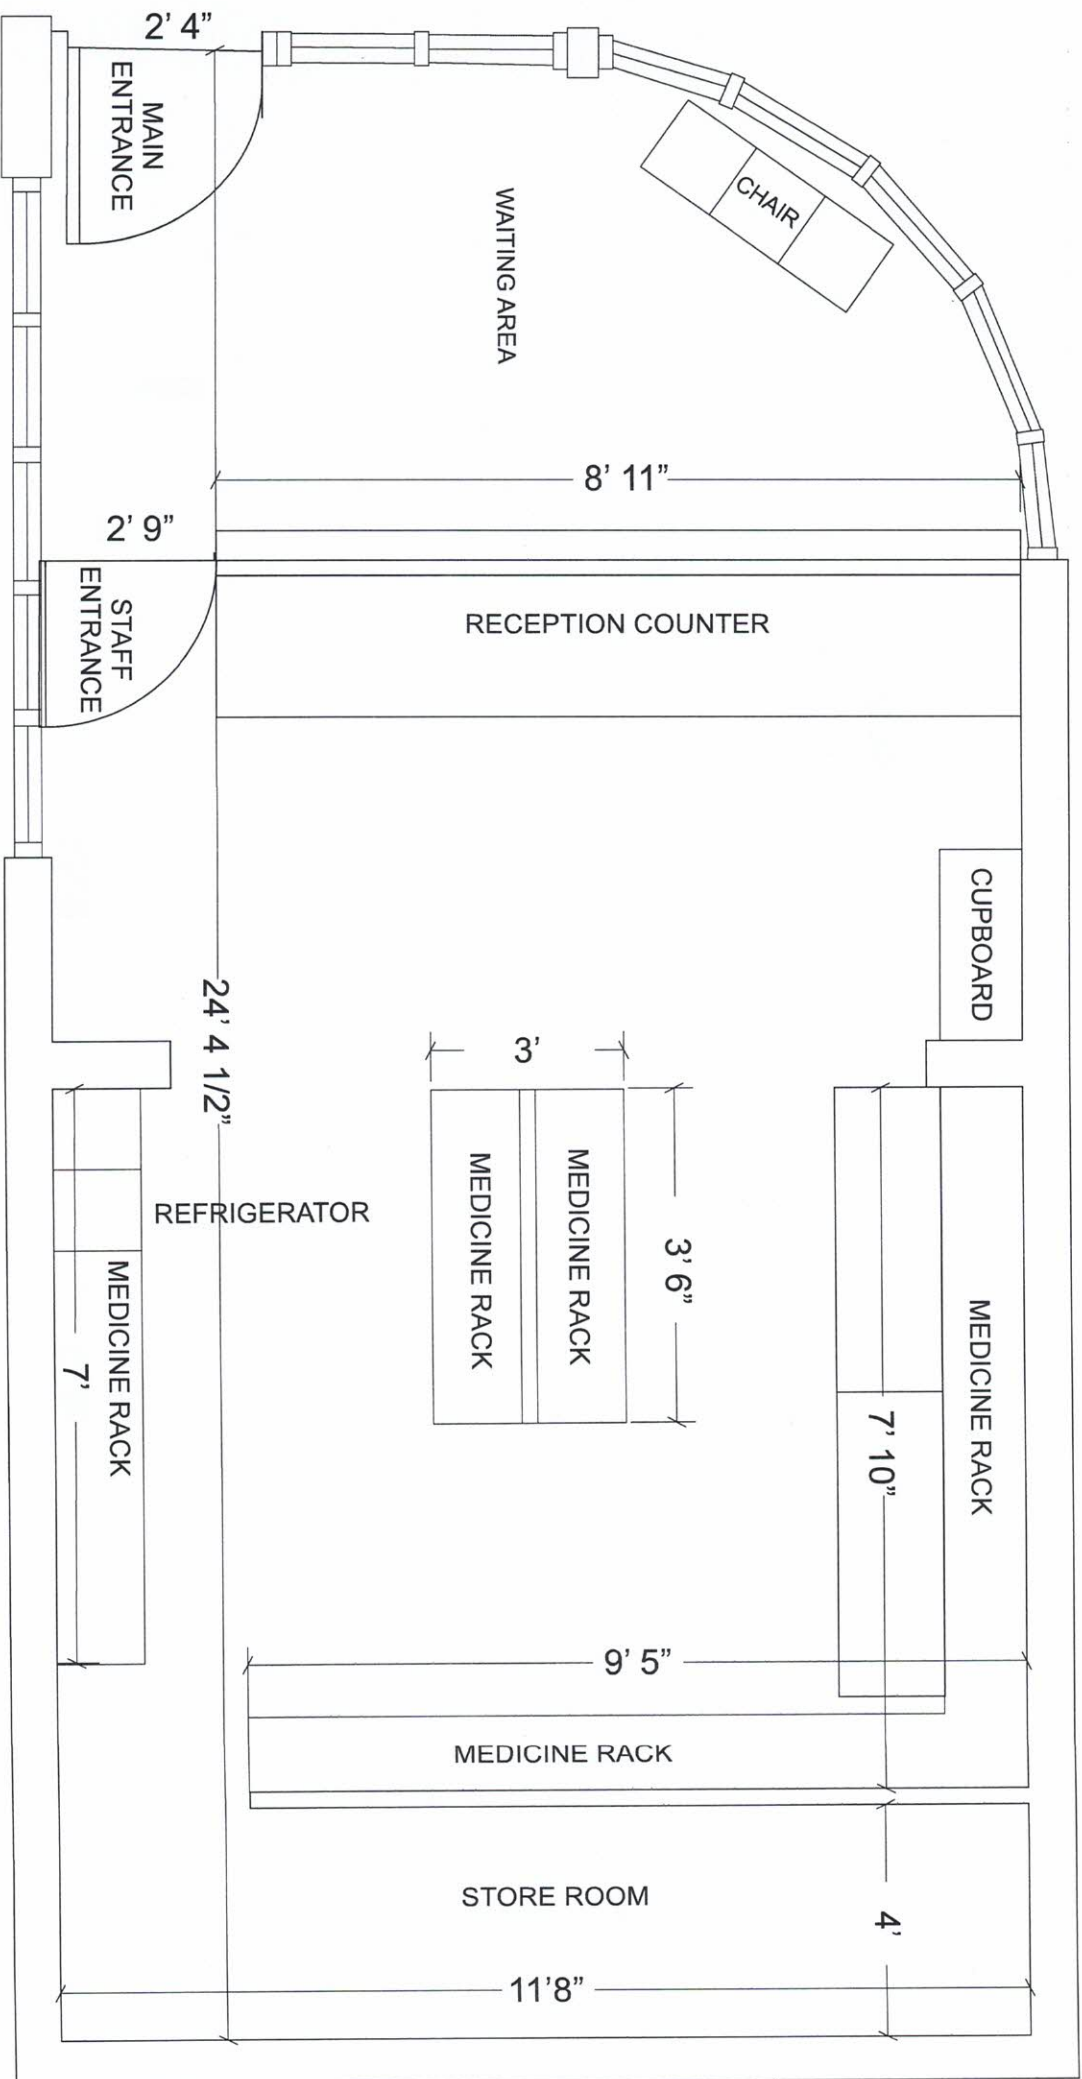 2' 4"
MAIN
ENTRANCE
CHAIR
WAITING AREA
8' 11"
2' 9"
STAFF
ENTRANCE
RECEPTION COUNTER
CUPBOARD
24' 4 1/2"
3'
MEDICINE RACK
MEDICINE RACK
3' 6"
REFRIGERATOR
MEDICINE RACK
7'
MEDICINE RACK
7' 10"
9' 5"
MEDICINE RACK
STORE ROOM
4'
11'8"